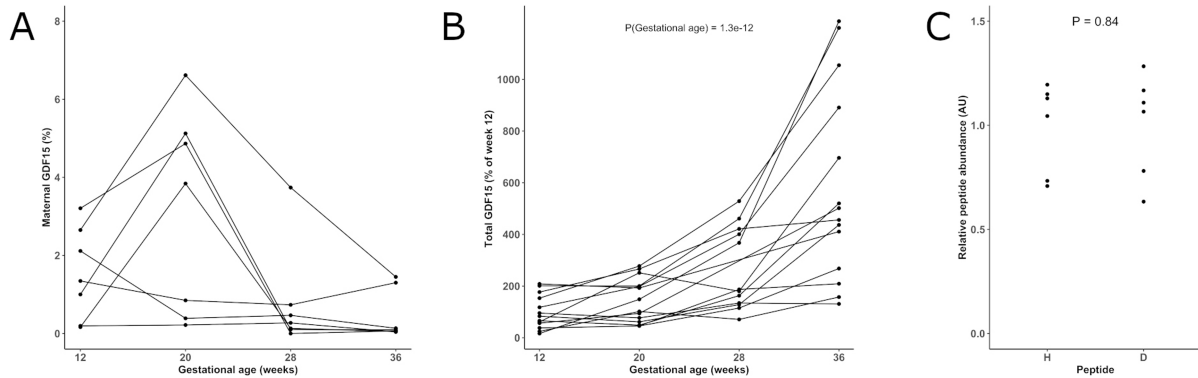 A
Maternal GDF15 (%)
8
6
4
2
0
12 20 28 36
Gestational age (weeks)
B
P(Gestational age) = 1.3e-12
Total GDF15 (% of week 12)
1000
800
600
400
200
0
12 20 28 36
Gestational age (weeks)
C
P = 0.84
Relative peptide abundance (AU)
1.5
1.0
0.5
0.0
H D
Peptide